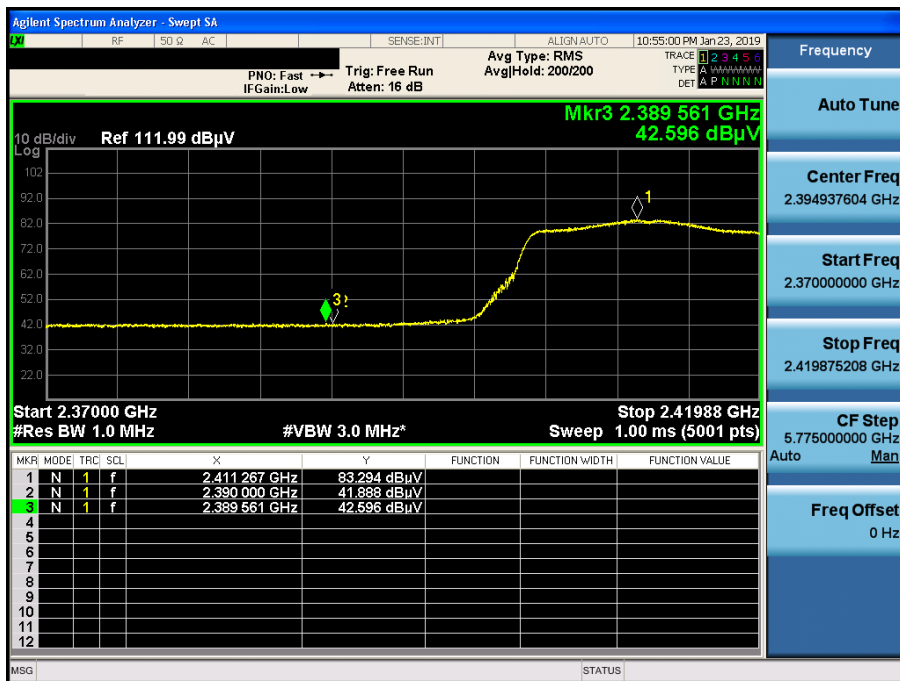 Agilent Spectrum Analyzer - Swept SA
LXI RF 50 Ω AC SENSE:INT ALIGN AUTO 10:55:00 PM Jan 23, 2019
PNO: Fast
IFGain:Low
Trig: Free Run
Atten: 16 dB
Avg Type: RMS
Avg|Hold: 200/200
TRACE 1 2 3 4 5 6
TYPE A WWWWW
DET A P N N N N
Mkr3 2.389 561 GHz
42.596 dBµV
10 dB/div Ref 111.99 dBµV
Log
102
92.0
82.0
72.0
62.0
52.0
42.0
32.0
22.0
1
3
Start 2.37000 GHz Stop 2.41988 GHz
#Res BW 1.0 MHz #VBW 3.0 MHz* Sweep 1.00 ms (5001 pts)
MKR MODE TRC SCL X Y FUNCTION FUNCTION WIDTH FUNCTION VALUE
1 N 1 f 2.411 267 GHz 83.294 dBµV
2 N 1 f 2.390 000 GHz 41.888 dBµV
3 N 1 f 2.389 561 GHz 42.596 dBµV
4
5
6
7
8
9
10
11
12
MSG STATUS
Frequency
Auto Tune
Center Freq
2.394937604 GHz
Start Freq
2.370000000 GHz
Stop Freq
2.419875208 GHz
CF Step
5.775000000 GHz
Auto Man
Freq Offset
0 Hz